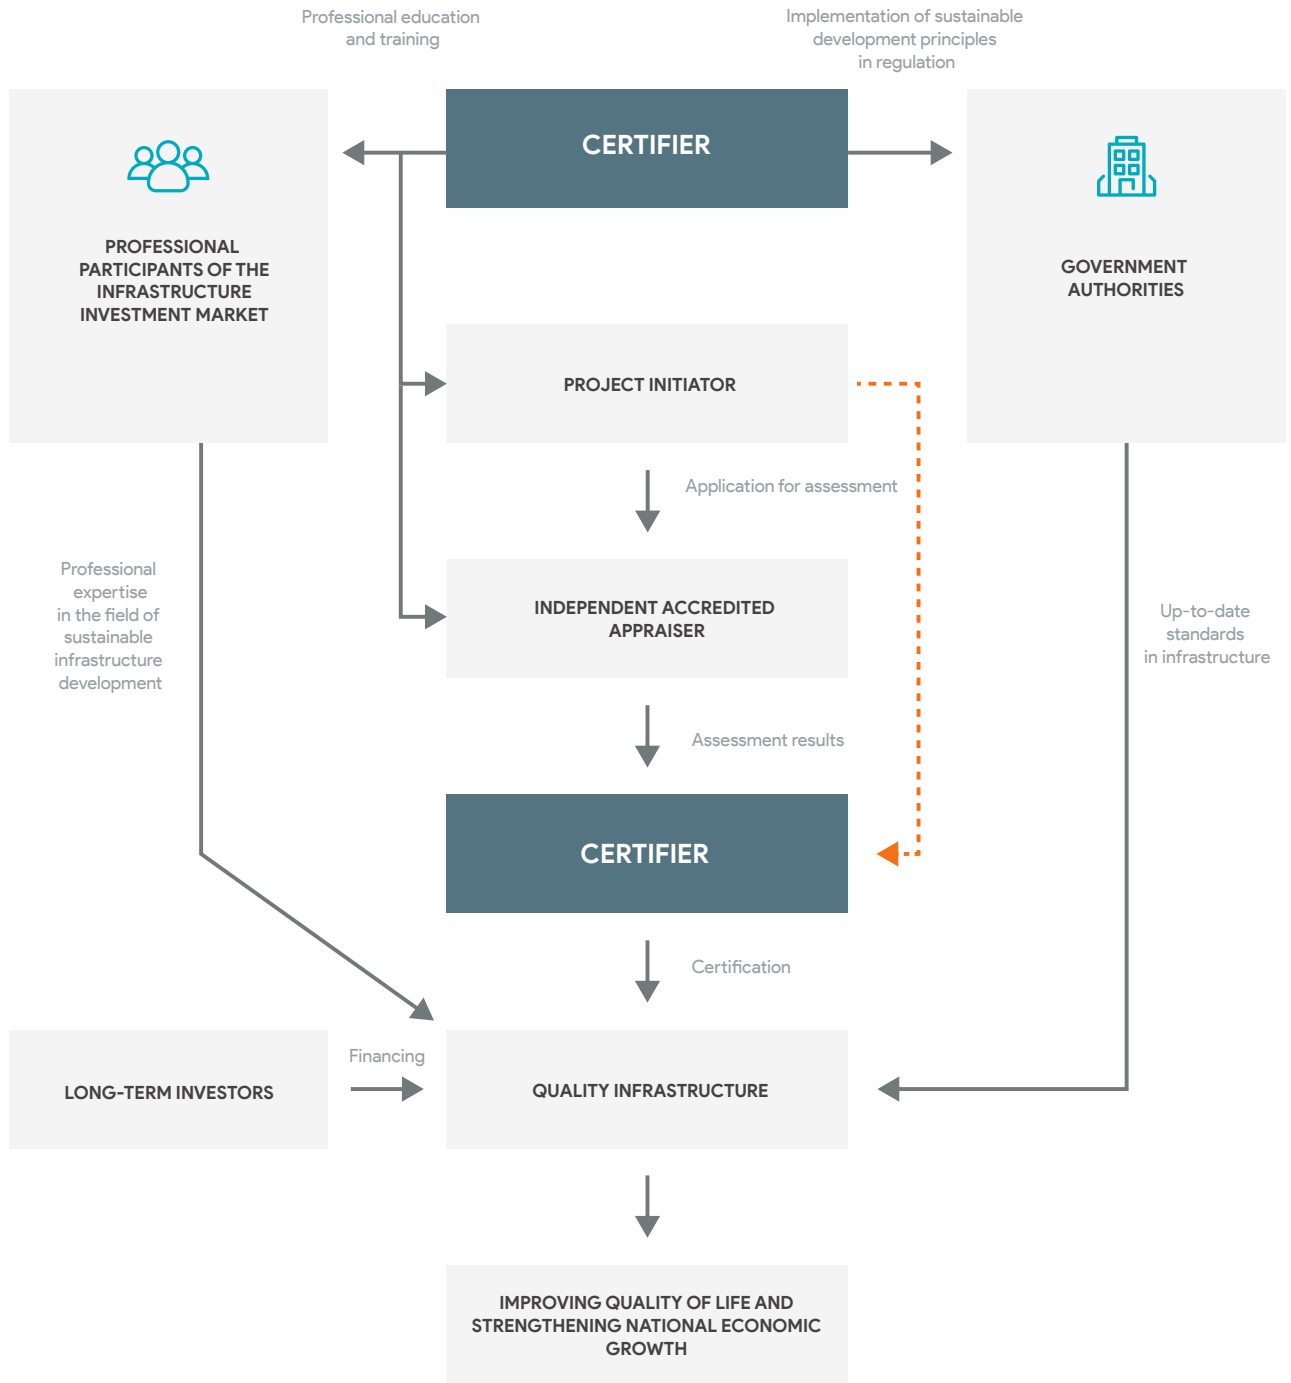 Professional education
and training
Implementation of sustainable
development principles
in regulation
CERTIFIER
PROFESSIONAL
PARTICIPANTS OF THE
INFRASTRUCTURE
INVESTMENT MARKET
GOVERNMENT
AUTHORITIES
PROJECT INITIATOR
Application for assessment
Professional
expertise
in the field of
sustainable
infrastructure
development
INDEPENDENT ACCREDITED
APPRAISER
Up-to-date
standards
in infrastructure
Assessment results
CERTIFIER
Certification
LONG-TERM INVESTORS
Financing
QUALITY INFRASTRUCTURE
IMPROVING QUALITY OF LIFE AND
STRENGTHENING NATIONAL ECONOMIC
GROWTH